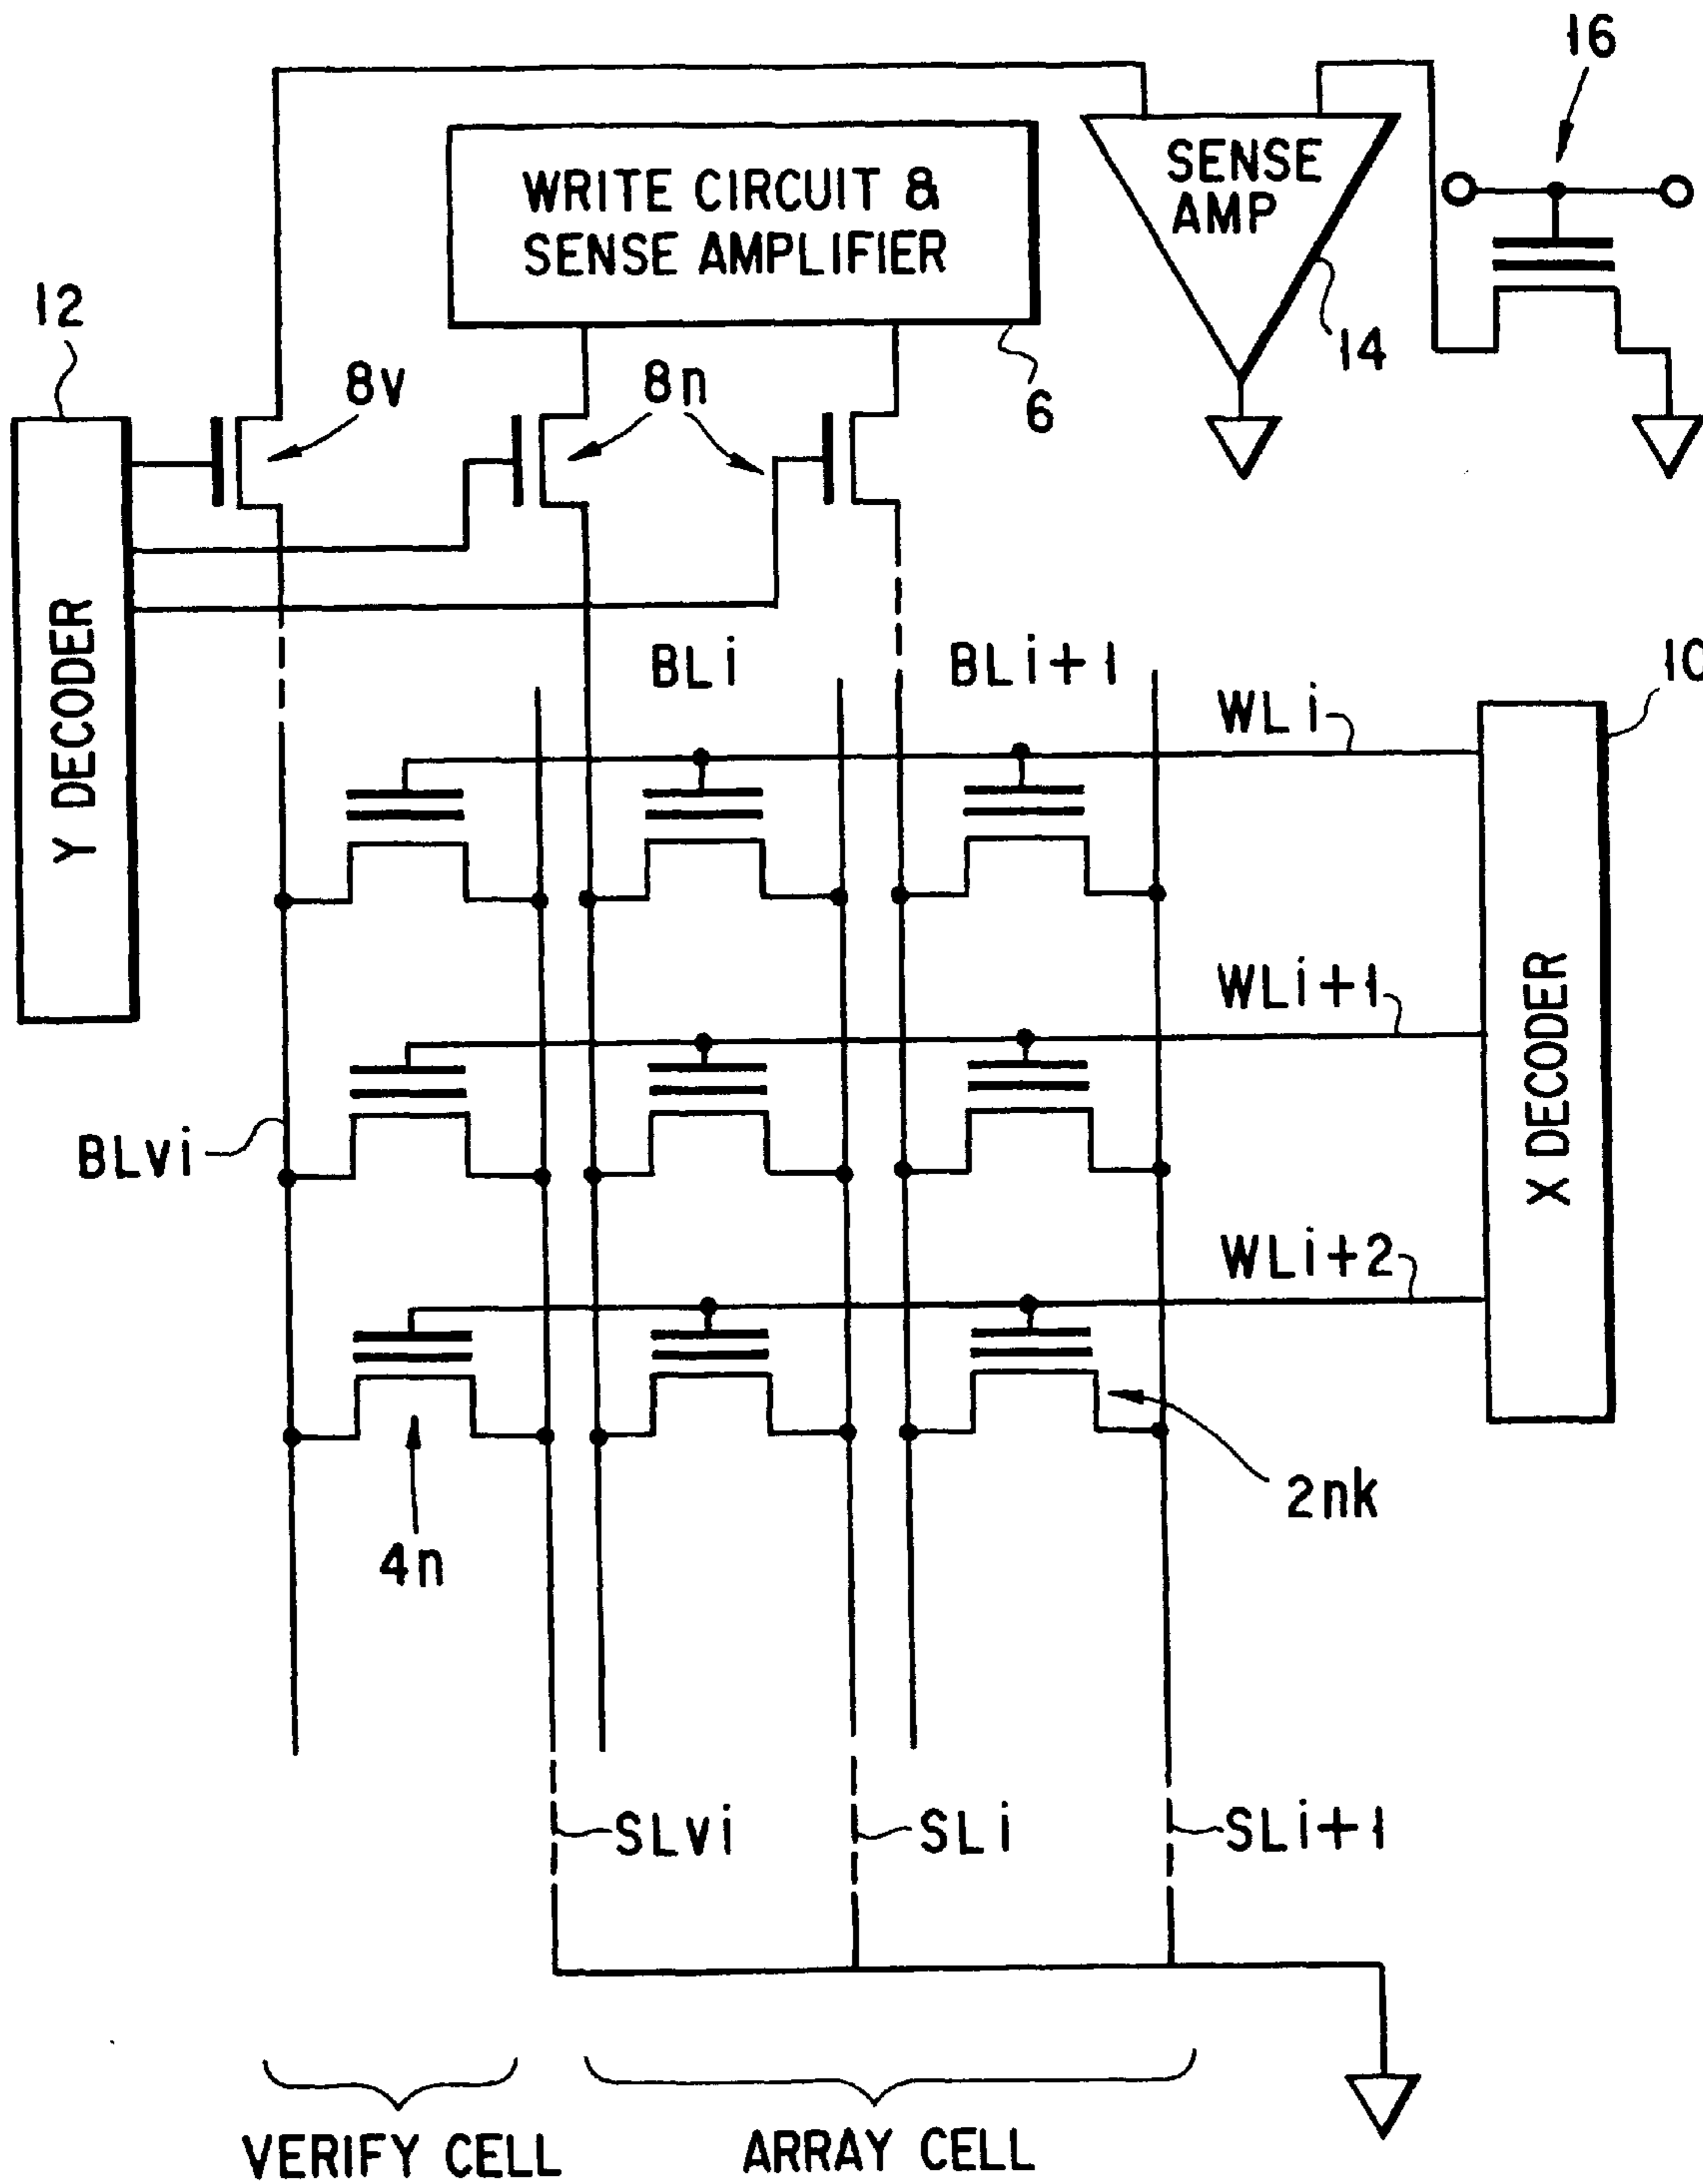 16
SENSE
AMP
WRITE CIRCUIT &
SENSE AMPLIFIER
12
8v
8n
6
14
Y DECODER
BLi
BLi+1
WLi
10
WLi+1
X DECODER
BLvi
WLi+2
4n
2nk
SLvi
SLi
SLi+1
VERIFY CELL
ARRAY CELL